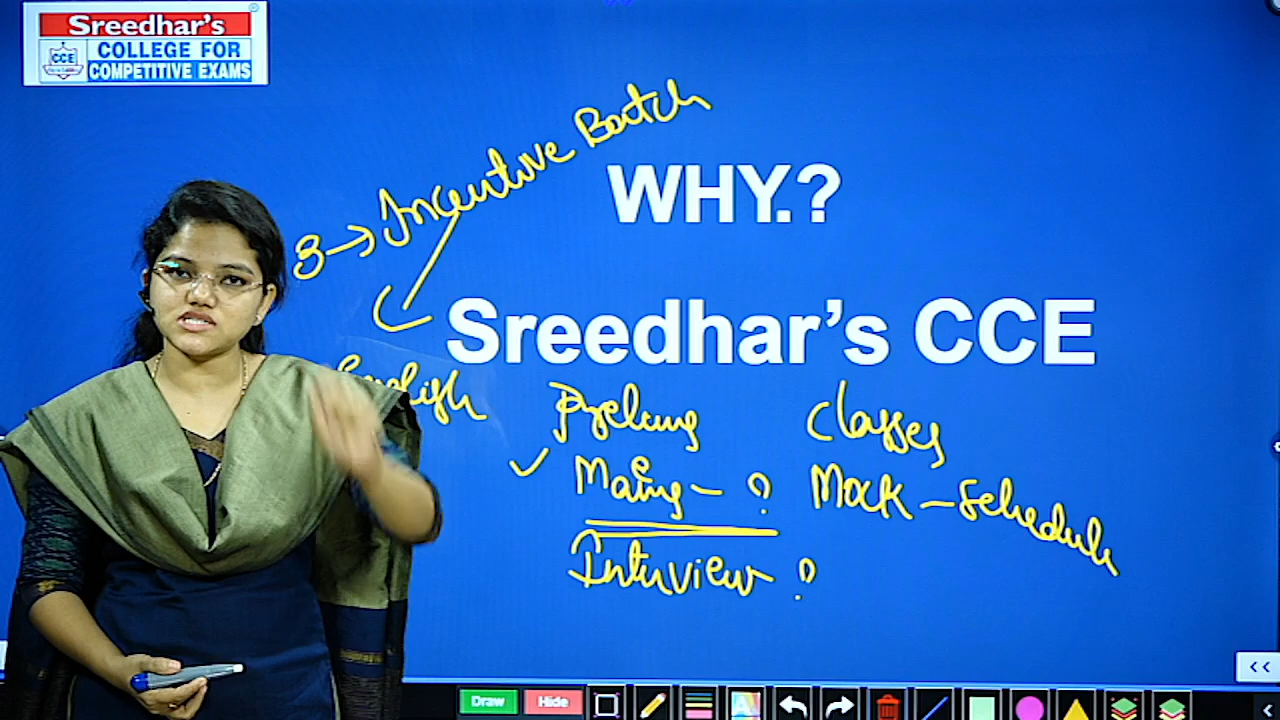 Sreedhar's
CCE
COLLEGE FOR
COMPETITIVE EXAMS
WHY.?
3→ Incentive Batch
Sreedhar's CCE
English
Prelims
Classes
✓ Mains – ?
Mock – Schedule
Interview ?
Draw
Hide
<<
<